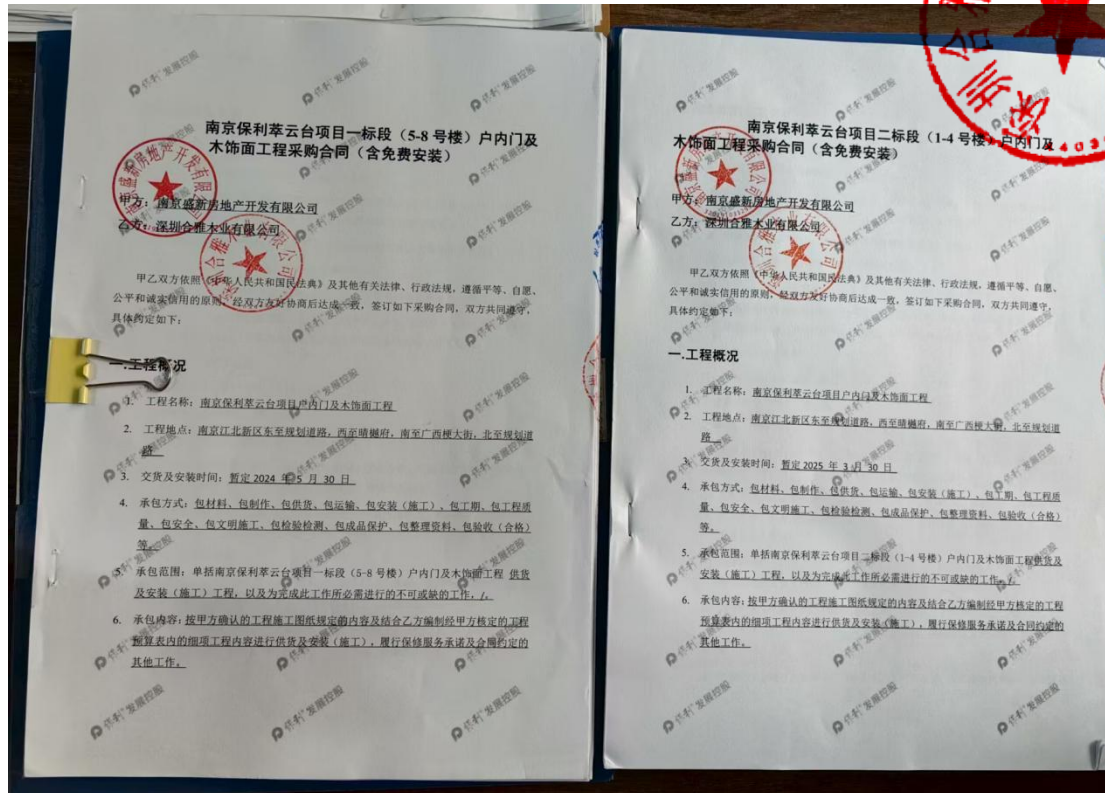 南京保利萃云台项目一标段（5-8 号楼）户内门及
木饰面工程采购合同（含免费安装）
甲方：南京盛新房地产开发有限公司
乙方：深圳合雅木业有限公司
甲乙双方依照《中华人民共和国民法典》及其他有关法律、行政法规，遵循平等、自愿、
公平和诚实信用的原则，经双方友好协商后达成一致，签订如下采购合同，双方共同遵守，
具体约定如下：
一.工程概况
1. 工程名称：南京保利萃云台项目户内门及木饰面工程
2. 工程地点：南京江北新区东至规划道路，西至晴樾府，南至广西埂大街，北至规划道
路
3. 交货及安装时间：暂定 2024 年 5 月 30 日
4. 承包方式：包材料、包制作、包供货、包运输、包安装（施工）、包工期、包工程质
量、包安全、包文明施工、包检验检测、包成品保护、包整理资料、包验收（合格）
等。
5. 承包范围：单括南京保利萃云台项目一标段（5-8 号楼）户内门及木饰面工程 供货
及安装（施工）工程，以及为完成此工作所必需进行的不可或缺的工作，/。
6. 承包内容：按甲方确认的工程施工图纸规定的内容及结合乙方编制经甲方核定的工程
预算表内的细项工程内容进行供货及安装（施工），履行保修服务承诺及合同约定的
其他工作。
南京保利萃云台项目二标段（1-4 号楼）户内门及
木饰面工程采购合同（含免费安装）
甲方：南京盛新房地产开发有限公司
乙方：深圳合雅木业有限公司
甲乙双方依照《中华人民共和国民法典》及其他有关法律、行政法规，遵循平等、自愿、
公平和诚实信用的原则，经双方友好协商后达成一致，签订如下采购合同，双方共同遵守，
具体约定如下：
一.工程概况
1. 工程名称：南京保利萃云台项目户内门及木饰面工程
2. 工程地点：南京江北新区东至规划道路，西至晴樾府，南至广西埂大街，北至规划道
路
3. 交货及安装时间：暂定 2025 年 3 月 30 日
4. 承包方式：包材料、包制作、包供货、包运输、包安装（施工）、包工期、包工程质
量、包安全、包文明施工、包检验检测、包成品保护、包整理资料、包验收（合格）
等。
5. 承包范围：单括南京保利萃云台项目二标段（1-4 号楼）户内门及木饰面工程供货及
安装（施工）工程，以及为完成此工作所必需进行的不可或缺的工作，/。
6. 承包内容：按甲方确认的工程施工图纸规定的内容及结合乙方编制经甲方核定的工程
预算表内的细项工程内容进行供货及安装（施工），履行保修服务承诺及合同约定的
其他工作。
南京盛新房地产开发有限公司
深圳合雅木业有限公司
保利发展控股